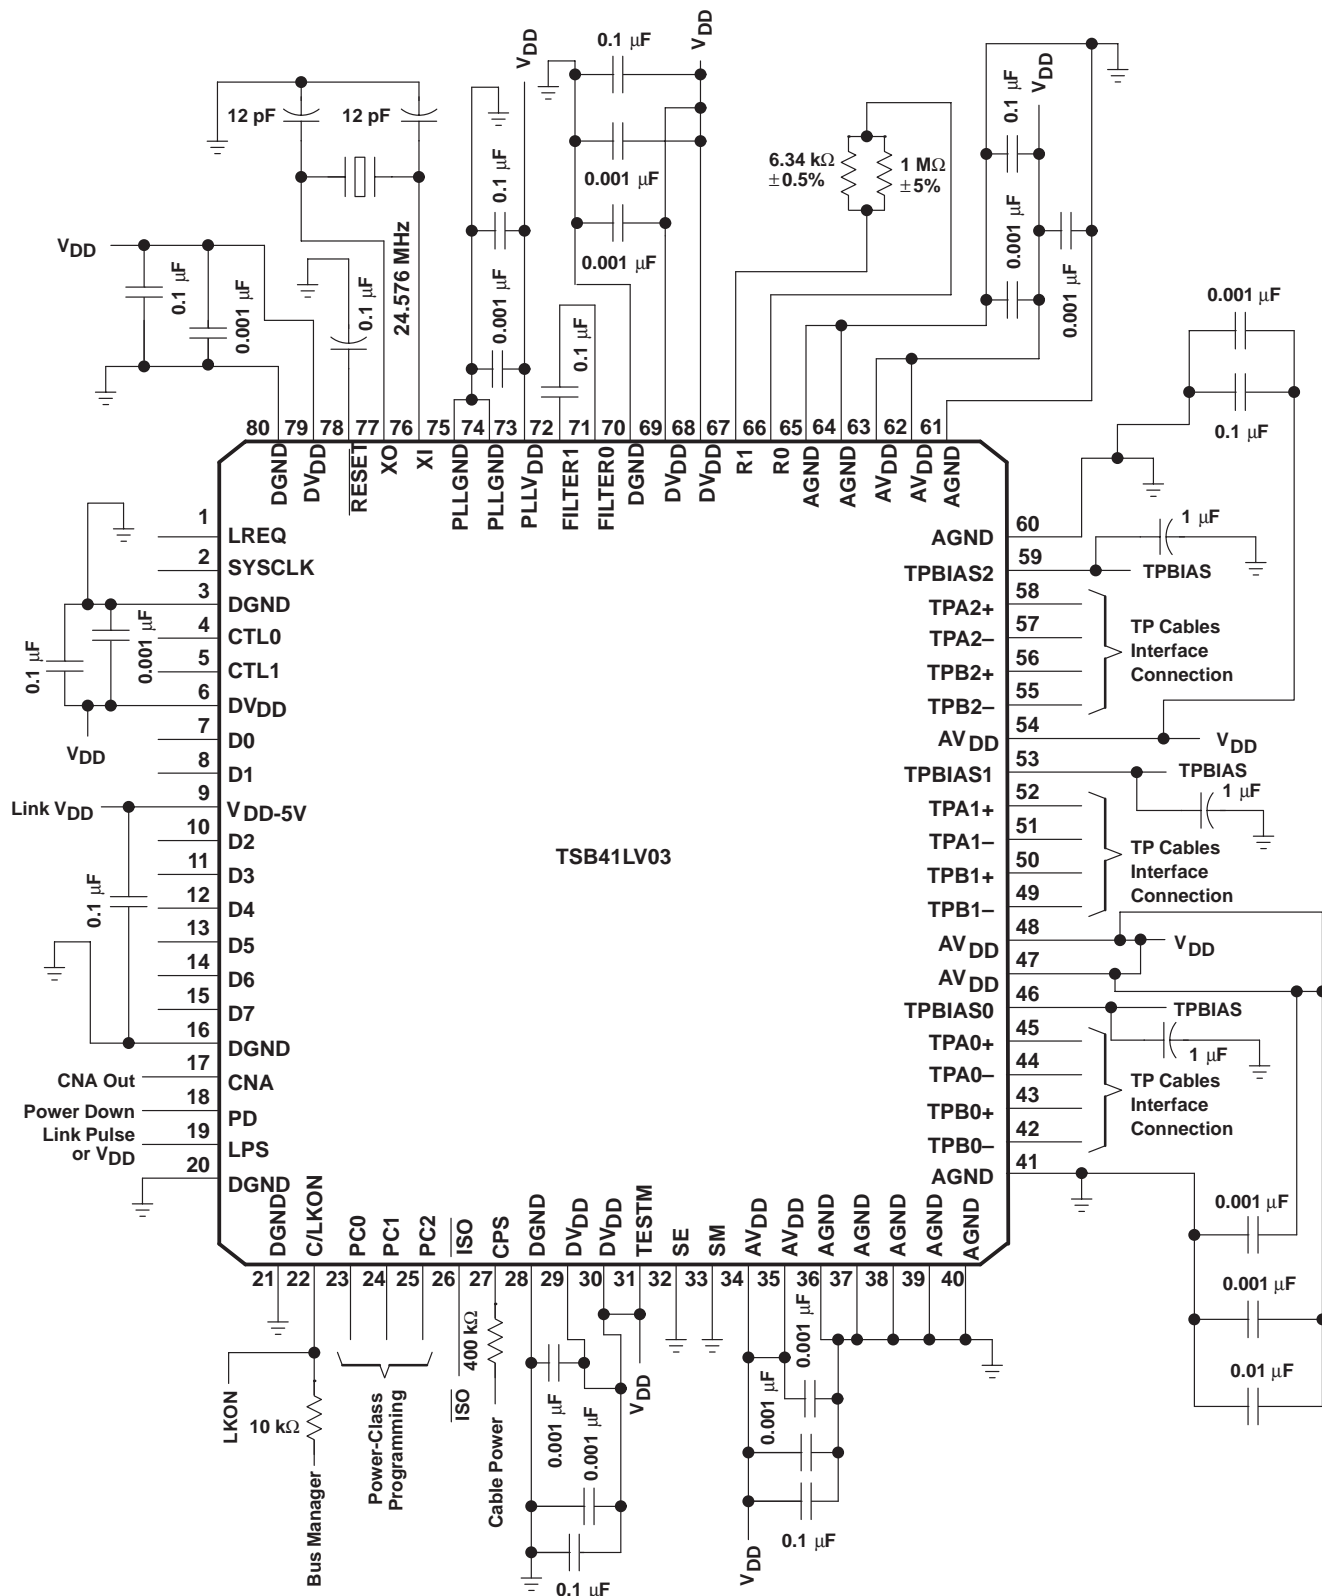 0.1 µF
VDD
VDD
12 pF
12 pF
0.1 µF
0.001 µF
0.001 µF
0.1 µF
0.001 µF
6.34 kΩ
±0.5%
1 MΩ
±5%
0.1 µF
VDD
0.001 µF
0.001 µF
VDD
0.1 µF
0.001 µF
0.1 µF
24.576 MHz
0.1 µF
0.001 µF
0.1 µF
80 79 78 77 76 75 74 73 72 71 70 69 68 67 66 65 64 63 62 61
DGND
DVDD
RESET
XO
XI
PLLGND
PLLGND
PLLVDD
FILTER1
FILTER0
DGND
DVDD
DVDD
R1
R0
AGND
AGND
AVDD
AVDD
AGND
1 LREQ
2 SYSCLK
3 DGND
4 CTL0
5 CTL1
6 DVDD
0.1 µF
0.001 µF
VDD
7 D0
8 D1
Link VDD
9 VDD-5V
10 D2
11 D3
12 D4
0.1 µF
13 D5
14 D6
15 D7
16 DGND
CNA Out
17 CNA
Power Down
18 PD
Link Pulse
or VDD
19 LPS
20 DGND
TSB41LV03
AGND 60
1 µF
TPBIAS2 59
TPBIAS
TPA2+ 58
TPA2– 57
TPB2+ 56
TPB2– 55
TP Cables
Interface
Connection
AVDD 54
VDD
TPBIAS1 53
TPBIAS
1 µF
TPA1+ 52
TPA1– 51
TPB1+ 50
TPB1– 49
TP Cables
Interface
Connection
AVDD 48
VDD
AVDD 47
TPBIAS0 46
TPBIAS
1 µF
TPA0+ 45
TPA0– 44
TPB0+ 43
TPB0– 42
TP Cables
Interface
Connection
AGND 41
0.001 µF
0.001 µF
0.01 µF
DGND
C/LKON
PC0
PC1
PC2
ISO
CPS
DGND
DVDD
DVDD
TESTM
SE
SM
AVDD
AVDD
AGND
AGND
AGND
AGND
AGND
21 22 23 24 25 26 27 28 29 30 31 32 33 34 35 36 37 38 39 40
LKON
10 kΩ
Bus Manager
Power-Class
Programming
ISO
400 kΩ
Cable Power
0.001 µF
0.001 µF
0.1 µF
VDD
0.001 µF
0.001 µF
0.1 µF
VDD